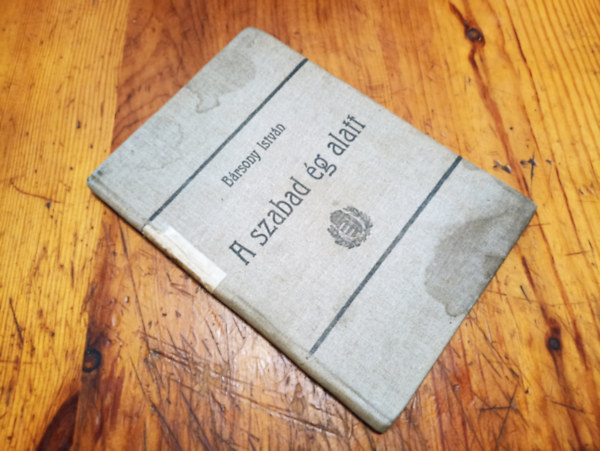 Bársony István
A szabad ég alatt